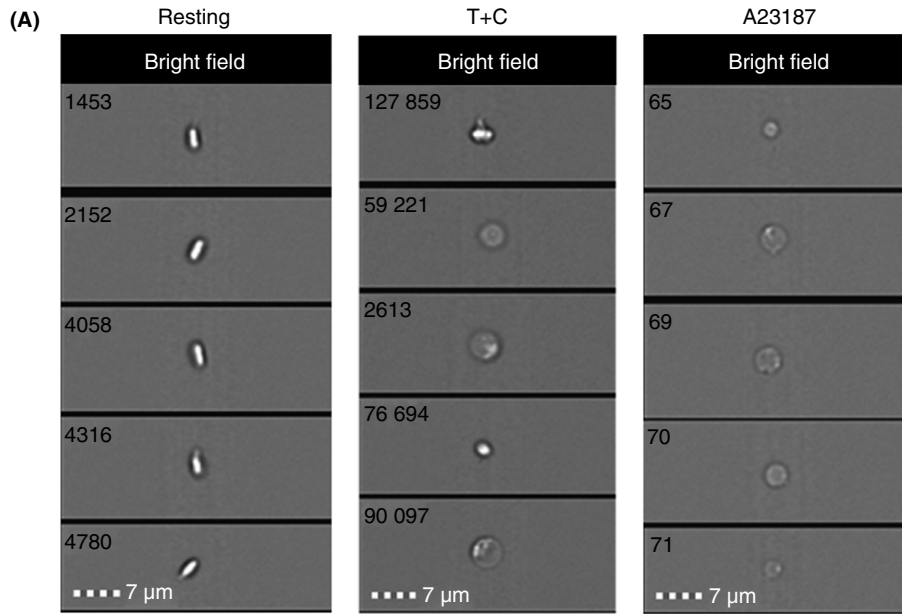 (A)
Resting
Bright field
1453
2152
4058
4316
4780
7 µm
T+C
Bright field
127 859
59 221
2613
76 694
90 097
7 µm
A23187
Bright field
65
67
69
70
71
7 µm